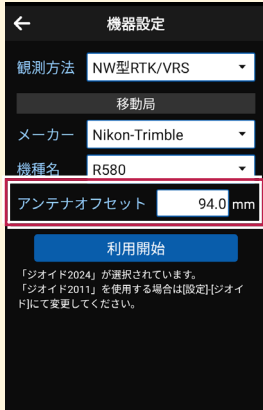 機器設定
観測方法 NW型RTK/VRS
移動局
メーカー Nikon-Trimble
機種名 R580
アンテナオフセット 94.0 mm
利用開始
「ジオイド2024」が選択されています。
「ジオイド2011」を使用する場合は[設定]-[ジオイ
ド]にて変更してください。